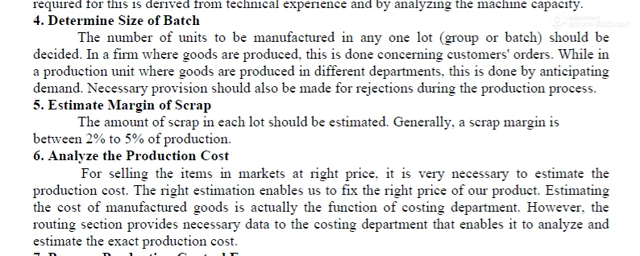 required for this is derived from technical experience and by analyzing the machine capacity.
4. Determine Size of Batch
The number of units to be manufactured in any one lot (group or batch) should be
decided. In a firm where goods are produced, this is done concerning customers' orders. While in
a production unit where goods are produced in different departments, this is done by anticipating
demand. Necessary provision should also be made for rejections during the production process.
5. Estimate Margin of Scrap
The amount of scrap in each lot should be estimated. Generally, a scrap margin is
between 2% to 5% of production.
6. Analyze the Production Cost
For selling the items in markets at right price, it is very necessary to estimate the
production cost. The right estimation enables us to fix the right price of our product. Estimating
the cost of manufactured goods is actually the function of costing department. However, the
routing section provides necessary data to the costing department that enables it to analyze and
estimate the exact production cost.